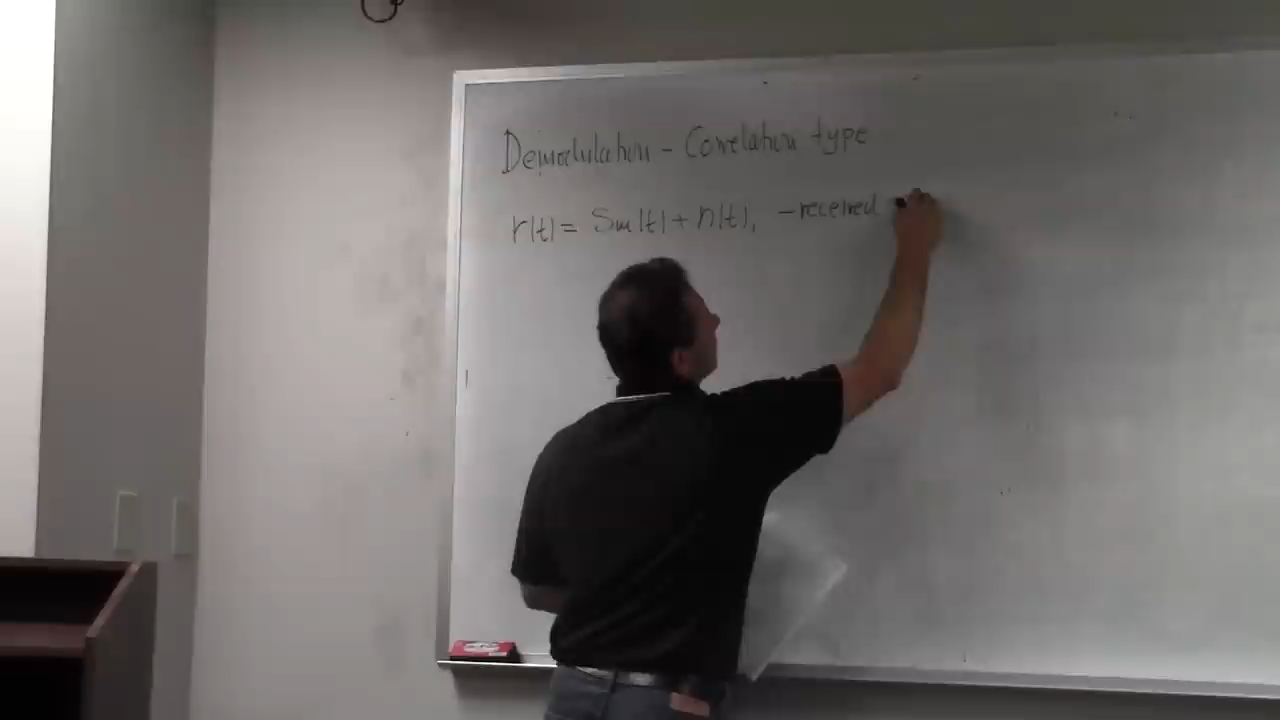 Demodulation - Correlation type
r(t) = Sm(t) + n(t), - received